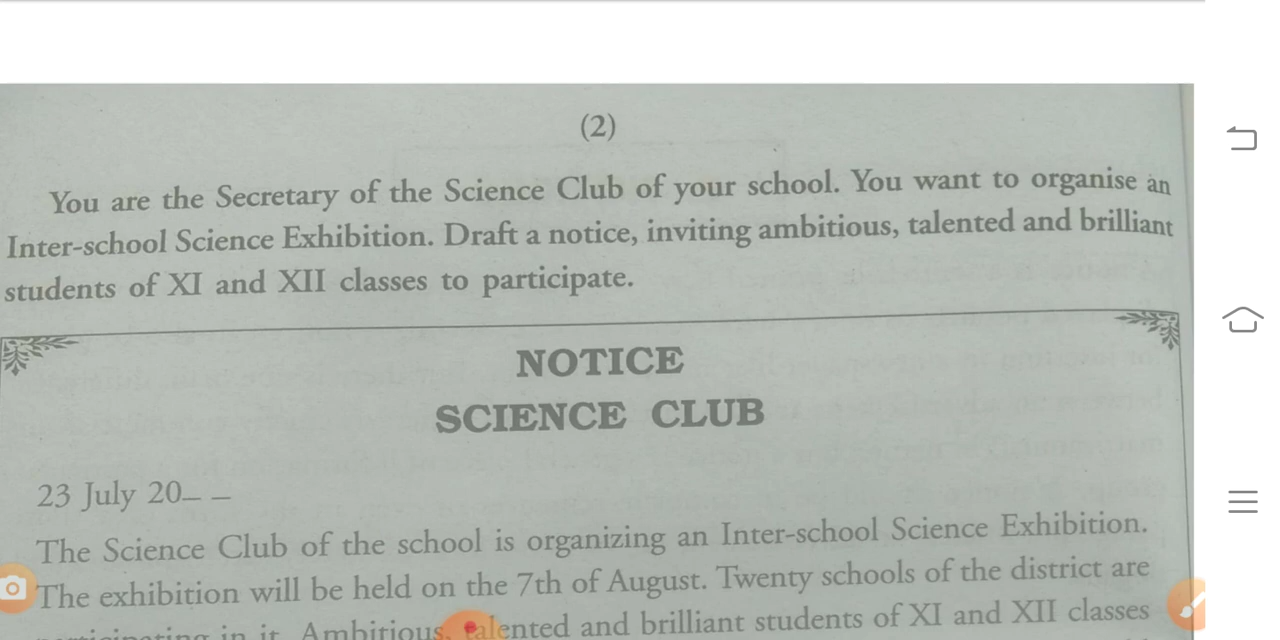 (2)
You are the Secretary of the Science Club of your school. You want to organise an
Inter-school Science Exhibition. Draft a notice, inviting ambitious, talented and brilliant
students of XI and XII classes to participate.
NOTICE
SCIENCE CLUB
23 July 20– –
The Science Club of the school is organizing an Inter-school Science Exhibition.
The exhibition will be held on the 7th of August. Twenty schools of the district are
in it. Ambitious, talented and brilliant students of XI and XII classes